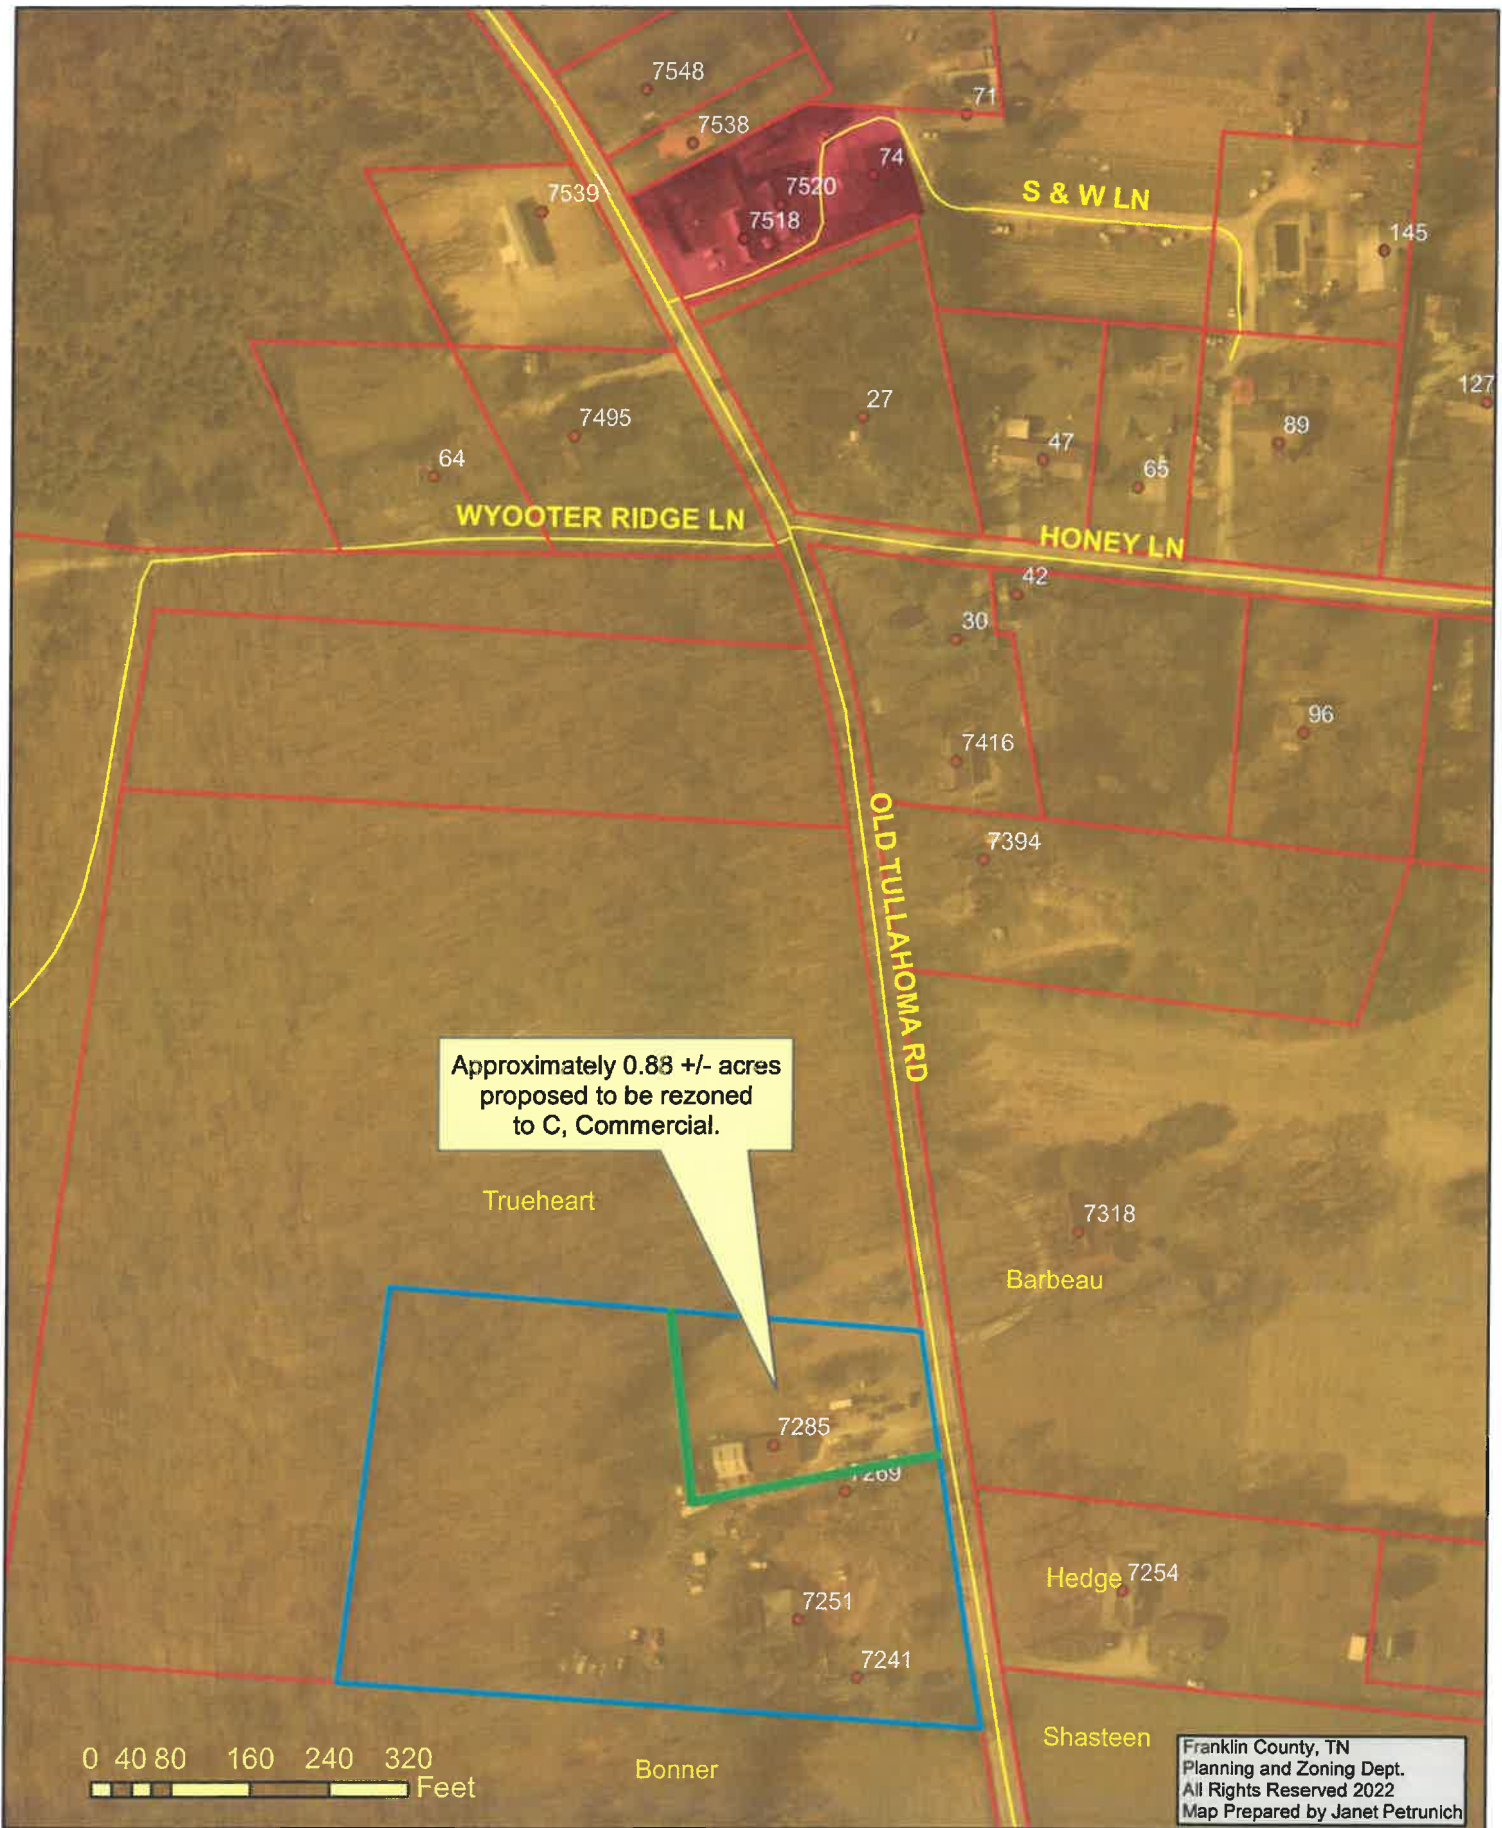 7548
71
7538
74
7520
7539
7518
S & W LN
145
127
27
7495
89
47
64
65
WYOOTER RIDGE LN
HONEY LN
42
30
96
7416
OLD TULLAHOMA RD
7394
Approximately 0.88 +/- acres
proposed to be rezoned
to C, Commercial.
Trueheart
7318
Barbeau
7285
7269
Hedge 7254
7251
7241
Shasteen
Bonner
0 40 80 160 240 320
Feet
Franklin County, TN
Planning and Zoning Dept.
All Rights Reserved 2022
Map Prepared by Janet Petrunich